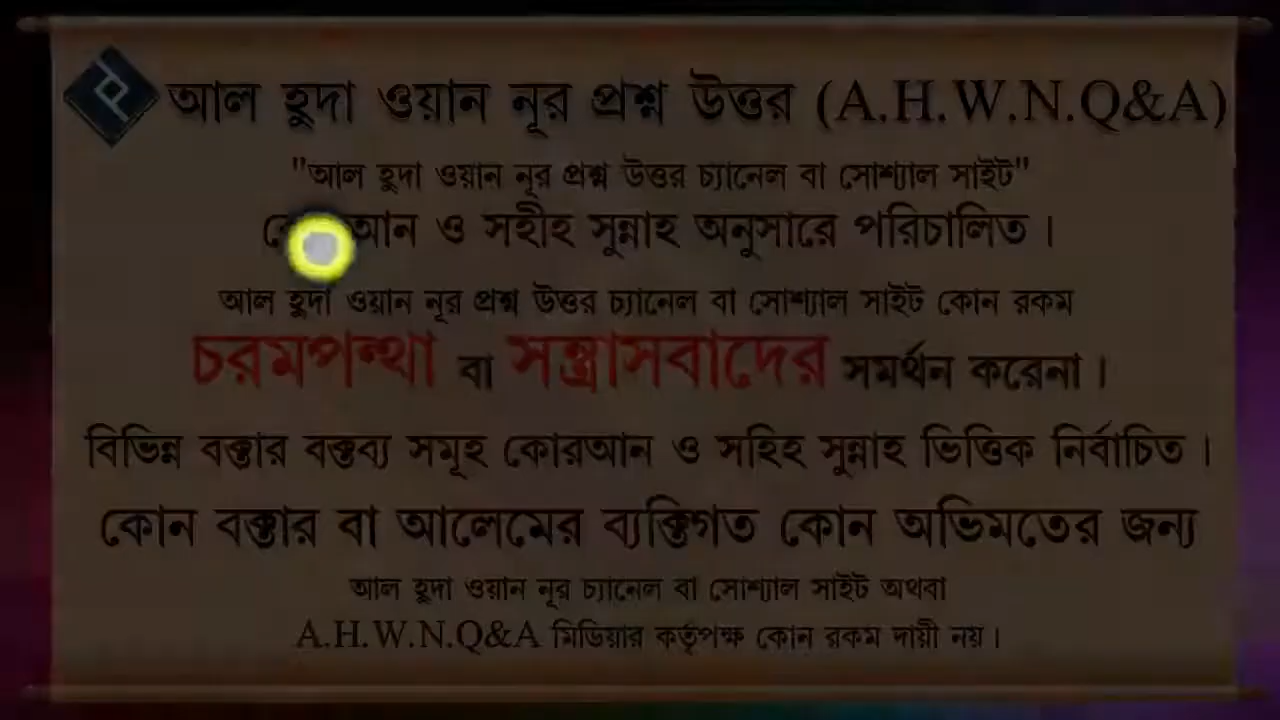 আল হুদা ওয়ান নূর প্রশ্ন উত্তর (A.H.W.N.Q&A)
"আল হুদা ওয়ান নূর প্রশ্ন উত্তর চ্যানেল বা সোশ্যাল সাইট"
ও সহীহ সুন্নাহ অনুসারে পরিচালিত।
আল হুদা ওয়ান নূর প্রশ্ন উত্তর চ্যানেল বা সোশ্যাল সাইট কোন রকম
চরমপন্থা বা সন্ত্রাসবাদের সমর্থন করেনা।
বিভিন্ন বক্তার বক্তব্য সমূহ কোরআন ও সহিহ সুন্নাহ ভিত্তিক নির্বাচিত।
কোন বক্তার বা আলেমের ব্যক্তিগত কোন অভিমতের জন্য
আল হুদা ওয়ান নূর চ্যানেল বা সোশ্যাল সাইট অথবা
A.H.W.N.Q&A মিডিয়ার কর্তৃপক্ষ কোন রকম দায়ী নয়।